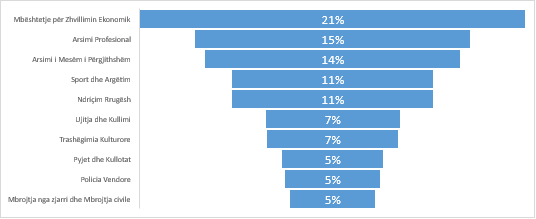 Mbështetje për Zhvillimin Ekonomik 21%
Arsimi Profesional 15%
Arsimi i Mesëm i Përgjithshëm 14%
Sport dhe Argëtim 11%
Ndriçim Rrugësh 11%
Ujitja dhe Kullimi 7%
Trashëgimia Kulturore 7%
Pyjet dhe Kullotat 5%
Policia Vendore 5%
Mbrojtja nga zjarri dhe Mbrojtja civile 5%